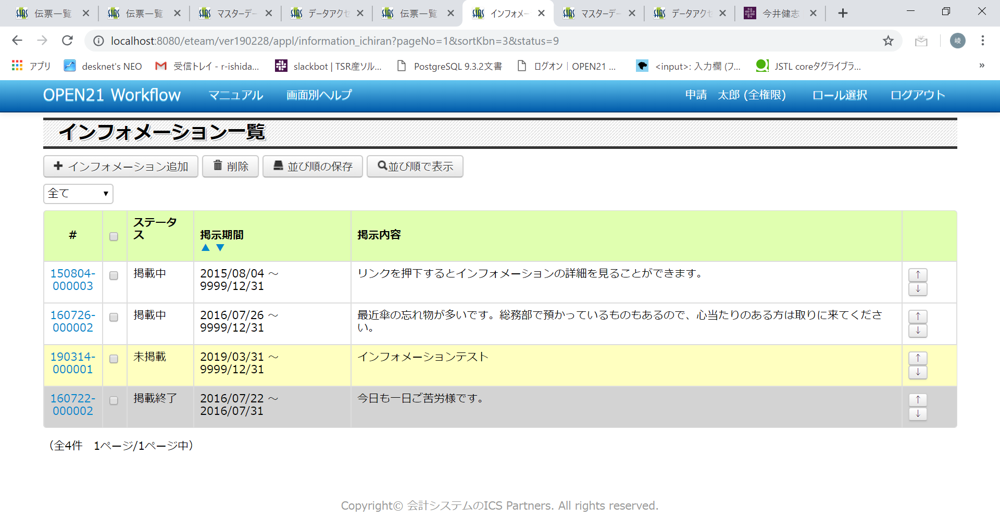 伝票一覧
伝票一覧
マスターデー
データアクセ
伝票一覧
インフォメー
マスターデー
データアクセ
今井健志
localhost:8080/eteam/ver190228/appl/information_ichiran?pageNo=1&sortKbn=3&status=9
崚
アプリ
desknet's NEO
受信トレイ - r-ishida...
slackbot | TSR産ソル...
PostgreSQL 9.3.2文書
ログオン | OPEN21 ...
<input>: 入力欄 (フ...
JSTL coreタグライブラ...
»
OPEN21 Workflow
マニュアル
画面別ヘルプ
申請　太郎 (全権限)
ロール選択
ログアウト
インフォメーション一覧
インフォメーション追加
削除
並び順の保存
並び順で表示
全て
#
ステータ
ス
掲示期間
▲ ▼
掲示内容
150804-
000003
掲載中
2015/08/04 ～
9999/12/31
リンクを押下するとインフォメーションの詳細を見ることができます。
↑
↓
160726-
000002
掲載中
2016/07/26 ～
9999/12/31
最近傘の忘れ物が多いです。総務部で預かっているものもあるので、心当たりのある方は取りに来てくださ
い。
↑
↓
190314-
000001
未掲載
2019/03/31 ～
9999/12/31
インフォメーションテスト
↑
↓
160722-
000002
掲載終了
2016/07/22 ～
2016/07/31
今日も一日ご苦労様です。
↑
↓
（全4件　1ページ/1ページ中）
Copyright© 会計システムのICS Partners. All rights reserved.